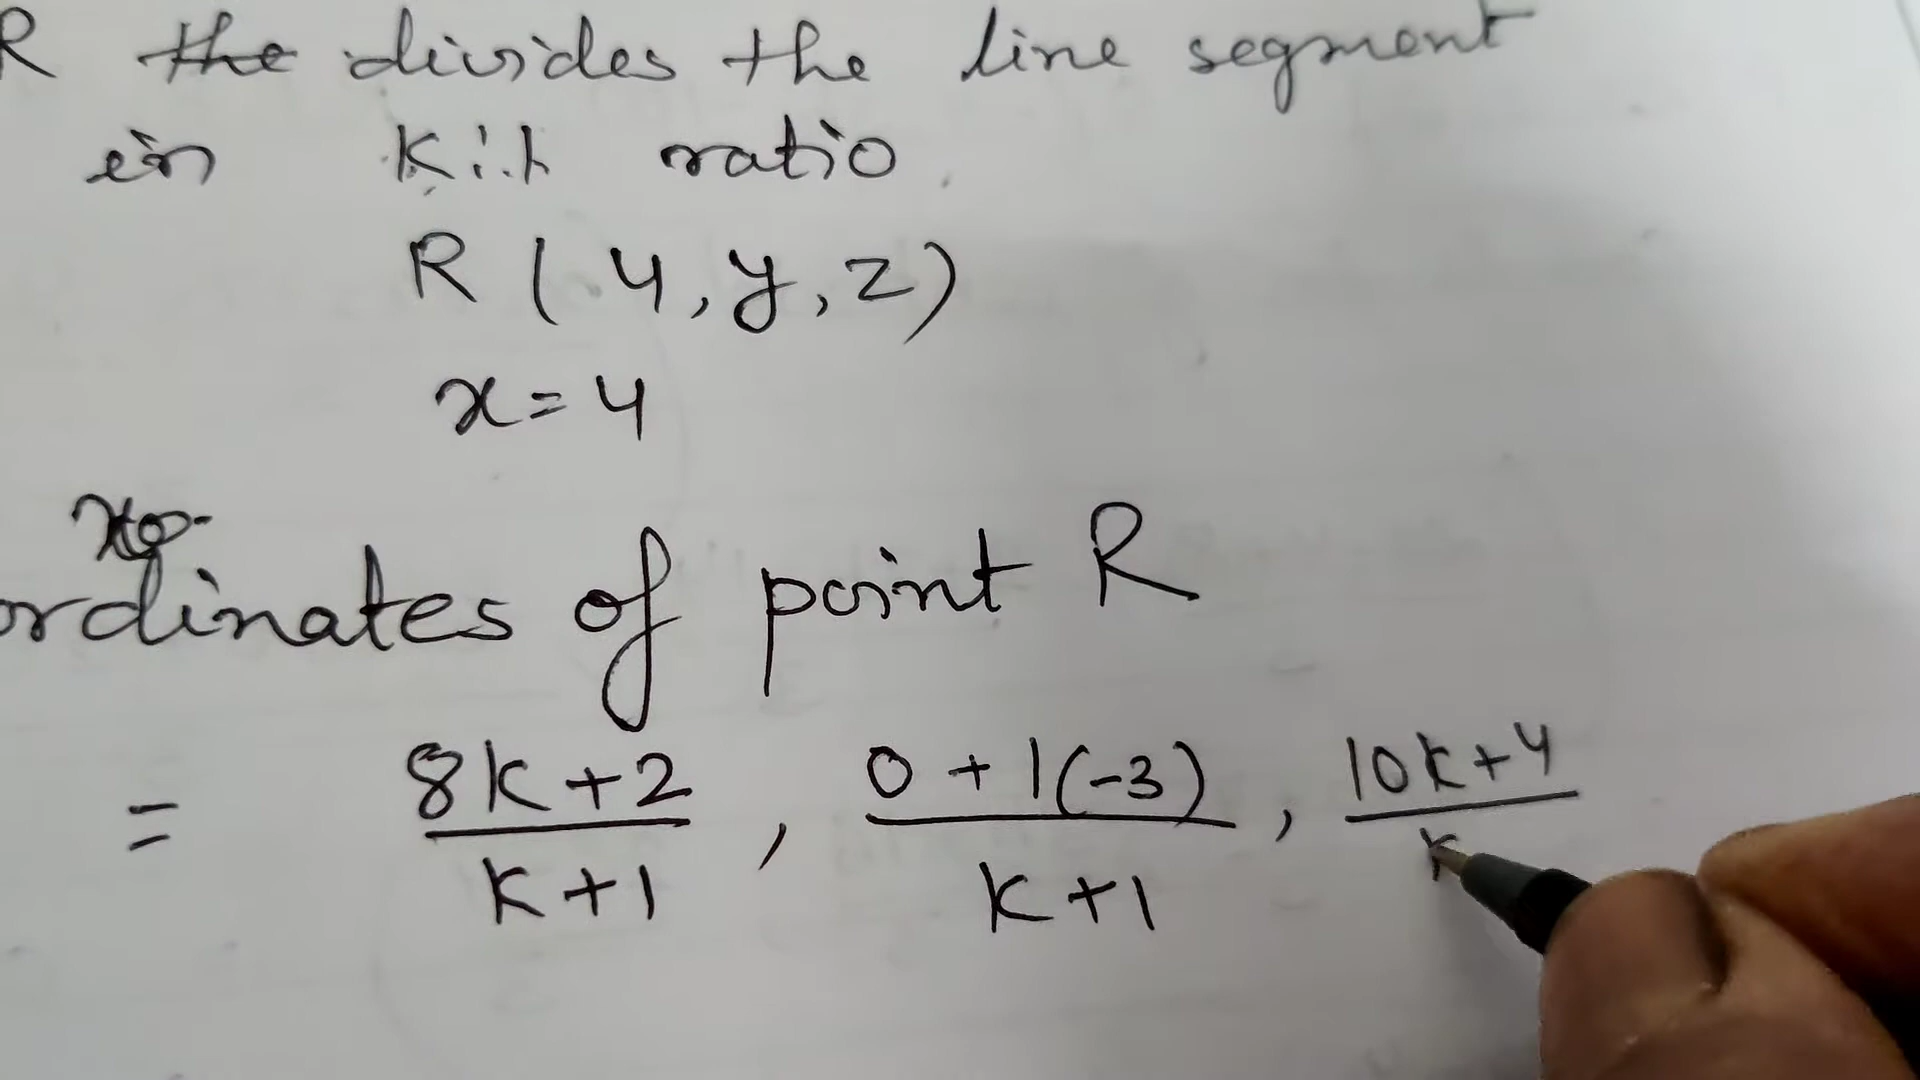 R the divides the line segment
in K:1 ratio.
R (4, y, z)
x = 4
ordinates of point R
= 8K+2/K+1 , 0+1(-3)/K+1 , 10K+4/K